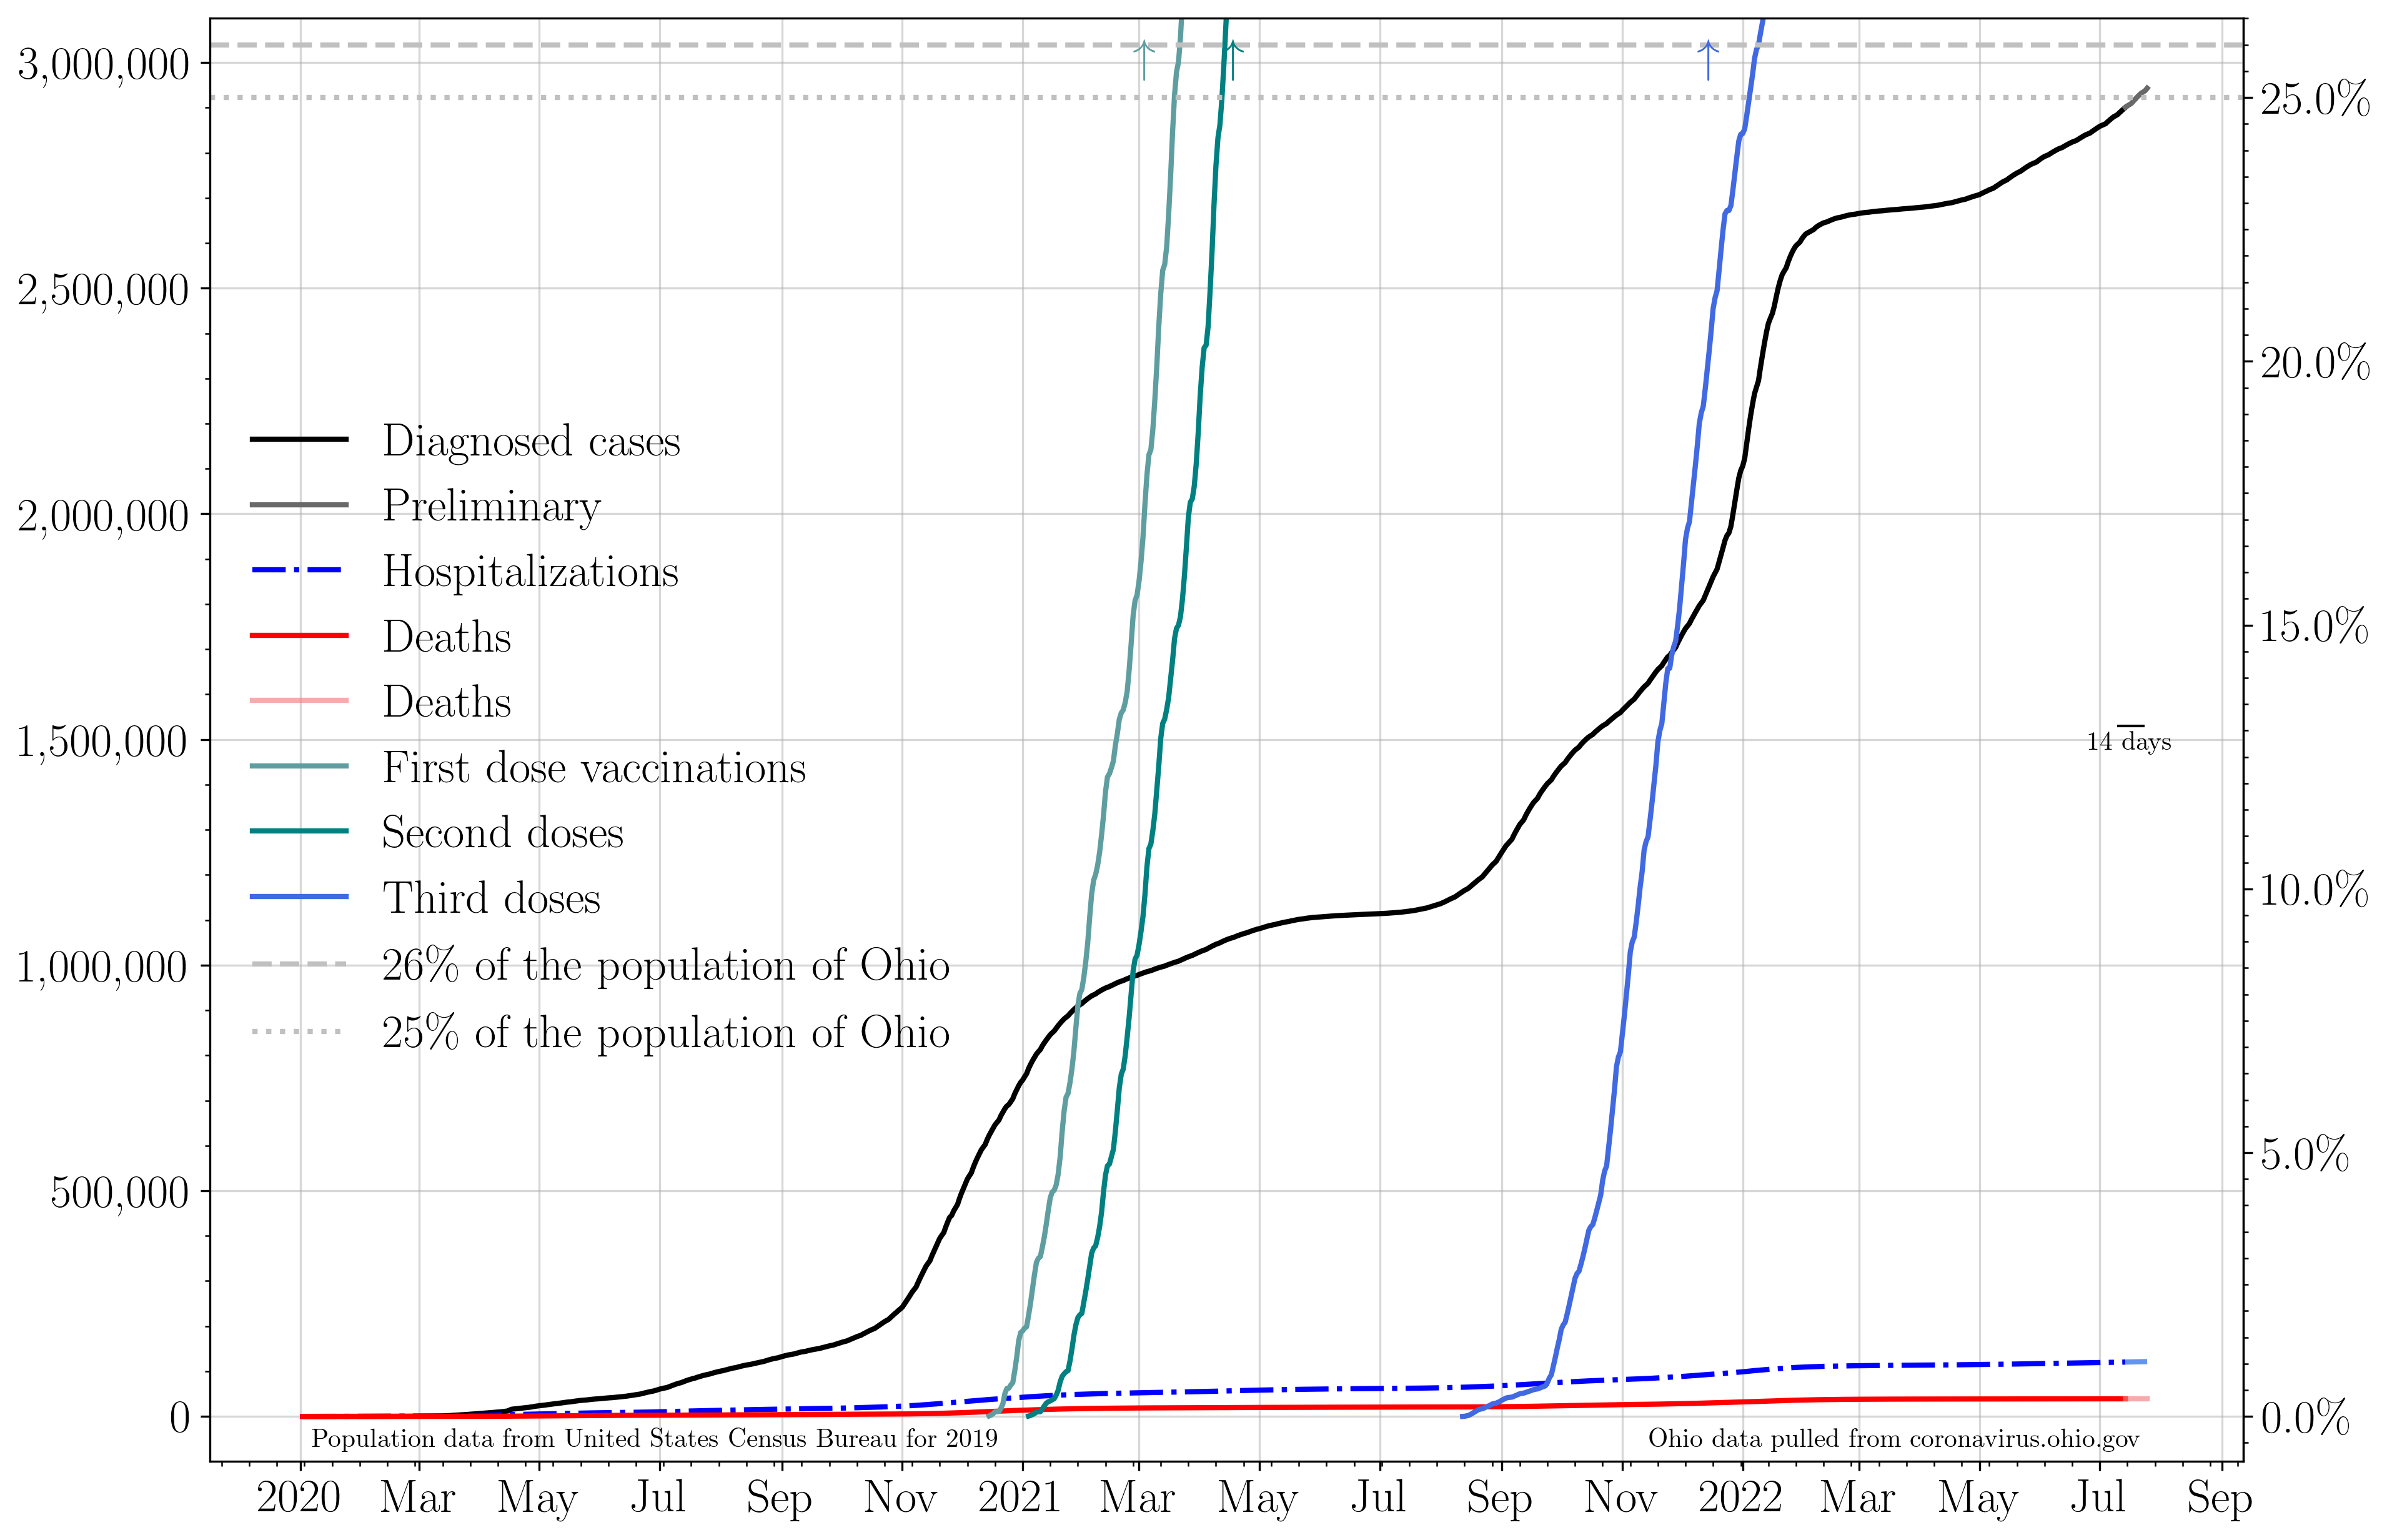 3,000,000
2,500,000
2,000,000
1,500,000
1,000,000
500,000
0
25.0%
20.0%
15.0%
10.0%
5.0%
0.0%
Diagnosed cases
Preliminary
Hospitalizations
Deaths
Deaths
First dose vaccinations
Second doses
Third doses
26% of the population of Ohio
25% of the population of Ohio
14 days
Population data from United States Census Bureau for 2019
Ohio data pulled from coronavirus.ohio.gov
2020 Mar May Jul Sep Nov 2021 Mar May Jul Sep Nov 2022 Mar May Jul Sep